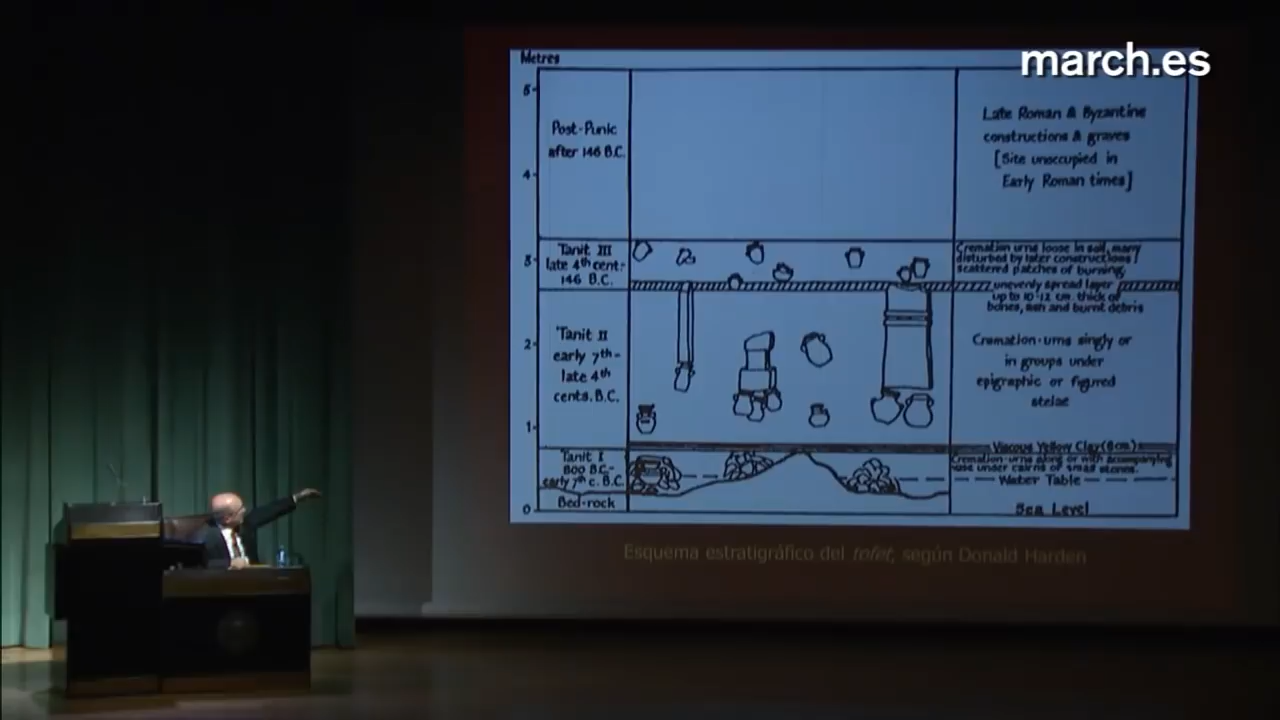 march.es
Metres
5
4
3
2
1
0
Post-Punic
after 146 B.C.
Late Roman & Byzantine
constructions & graves
[Site unoccupied in
Early Roman times]
Tanit III
late 4th cent-
146 B.C.
Cremation urns loose in soil, many
disturbed by later constructions
scattered patches of burning
unevenly spread layer
up to 10-12 cm. thick of
bones, ash and burnt debris
Tanit II
early 7th-
late 4th
cents. B.C.
Cremation-urns singly or
in groups under
epigraphic or figured
stelae
Viscous Yellow Clay (8cm.)
Tanit I
800 B.C.-
early 7th c. B.C.
Cremation-urns along or with accompanying
vase under cairns of small stones.
Water Table
Bed-rock
Sea Level
Esquema estratigráfico del tofet, según Donald Harden